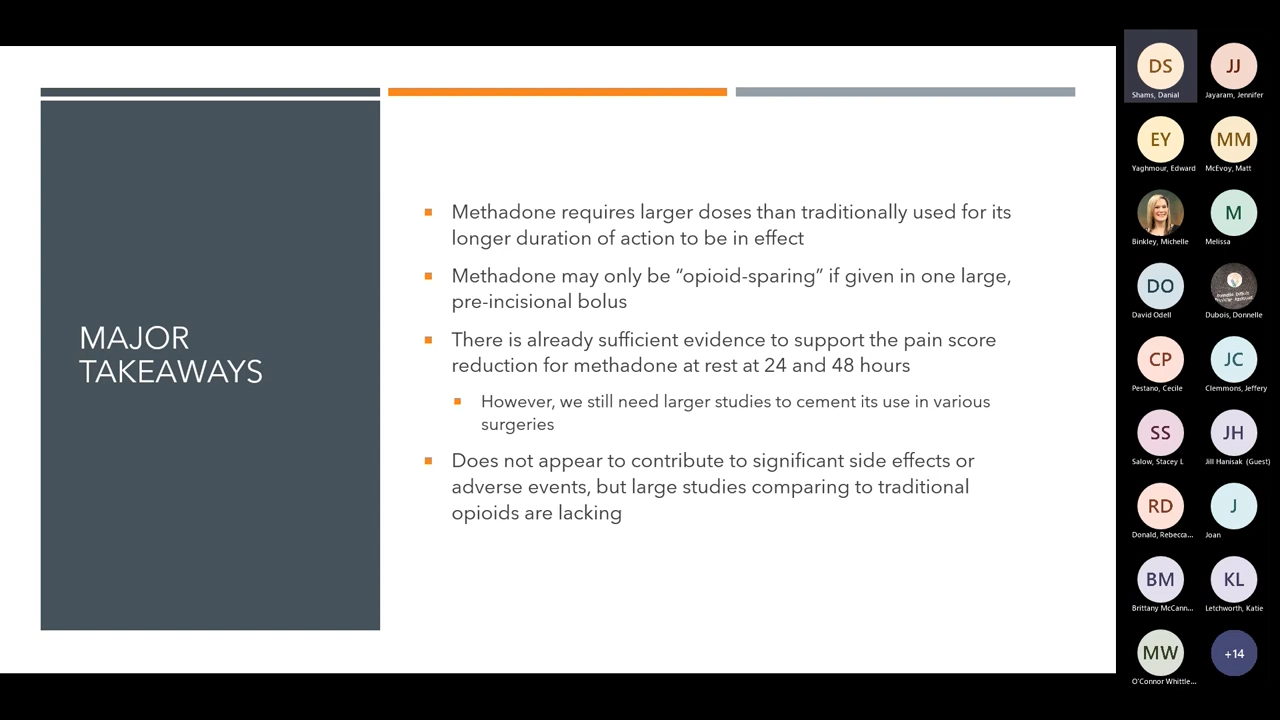 MAJOR
TAKEAWAYS
Methadone requires larger doses than traditionally used for its
longer duration of action to be in effect
Methadone may only be “opioid-sparing” if given in one large,
pre-incisional bolus
There is already sufficient evidence to support the pain score
reduction for methadone at rest at 24 and 48 hours
However, we still need larger studies to cement its use in various
surgeries
Does not appear to contribute to significant side effects or
adverse events, but large studies comparing to traditional
opioids are lacking
DS
Shams, Danial
JJ
Jayaram, Jennifer
EY
Yaghmour, Edward
MM
McEvoy, Matt
Binkley, Michelle
M
Melissa
DO
David Odell
Dubois, Donnelle
CP
Pestano, Cecile
JC
Clemmons, Jeffery
SS
Salow, Stacey L
JH
Jill Hanisak (Guest)
RD
Donald, Rebecca...
J
Joan
BM
Brittany McCann...
KL
Letchworth, Katie
MW
O'Connor Whittle...
+14